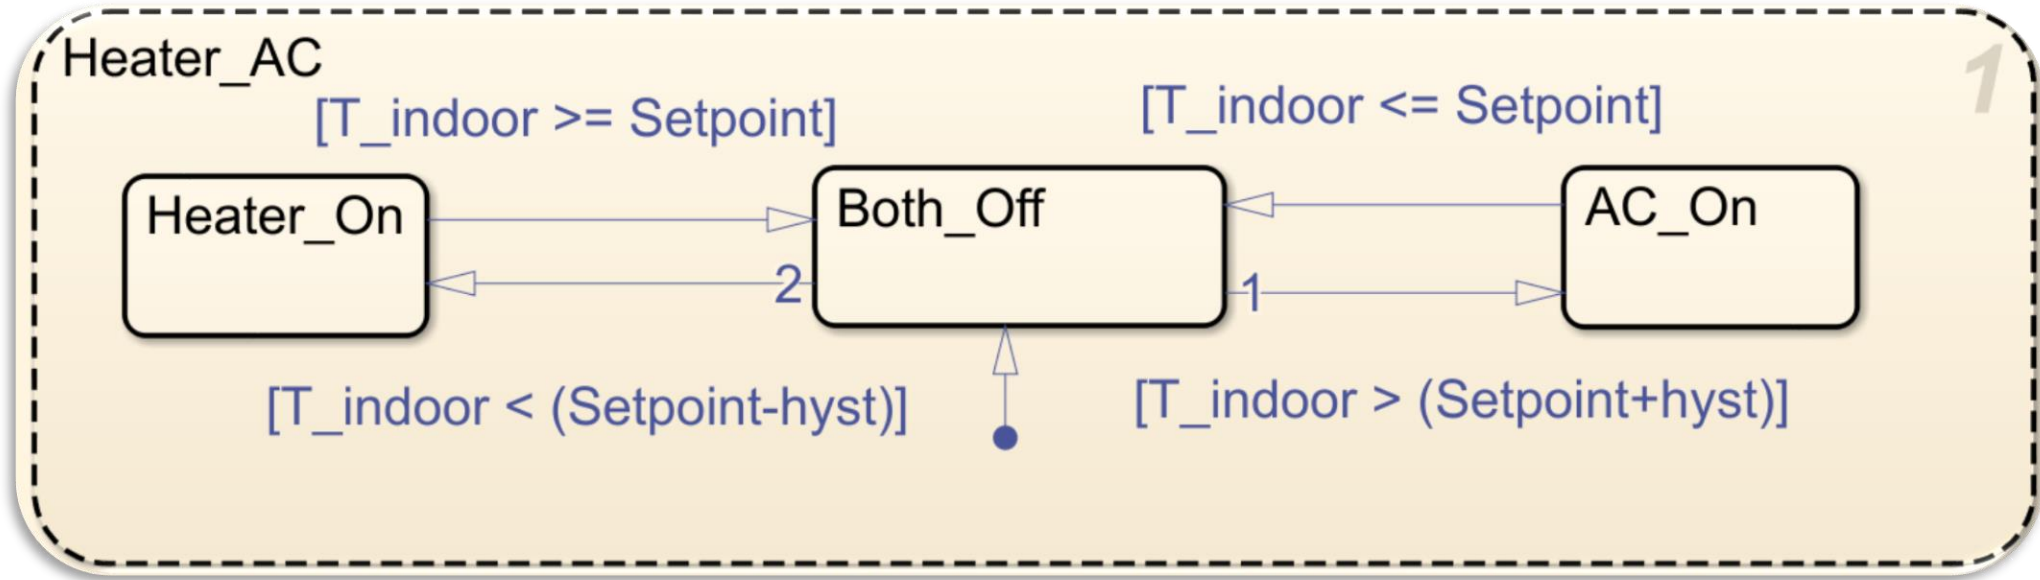 Heater_AC
1
[T_indoor >= Setpoint]
[T_indoor <= Setpoint]
Heater_On
Both_Off
AC_On
2
1
[T_indoor < (Setpoint-hyst)]
[T_indoor > (Setpoint+hyst)]